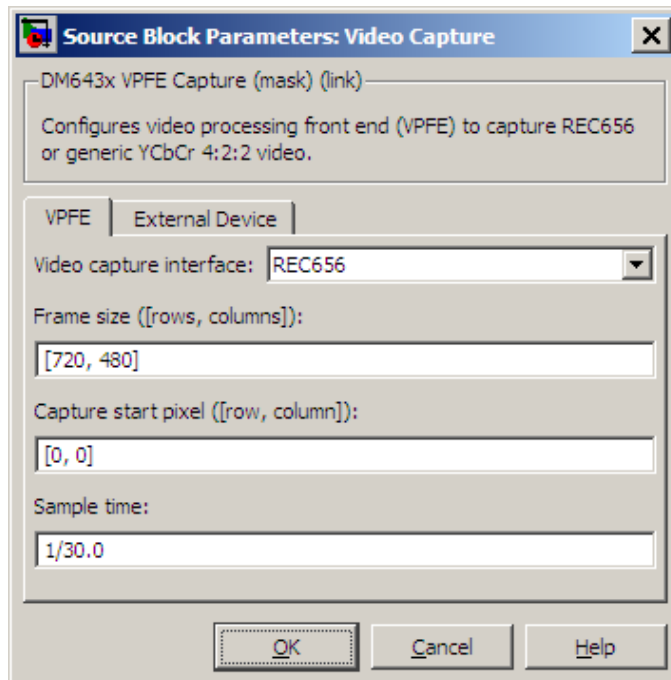 Source Block Parameters: Video Capture
DM643x VPFE Capture (mask) (link)
Configures video processing front end (VPFE) to capture REC656
or generic YCbCr 4:2:2 video.
VPFE External Device
Video capture interface: REC656
Frame size ([rows, columns]):
[720, 480]
Capture start pixel ([row, column]):
[0, 0]
Sample time:
1/30.0
OK Cancel Help